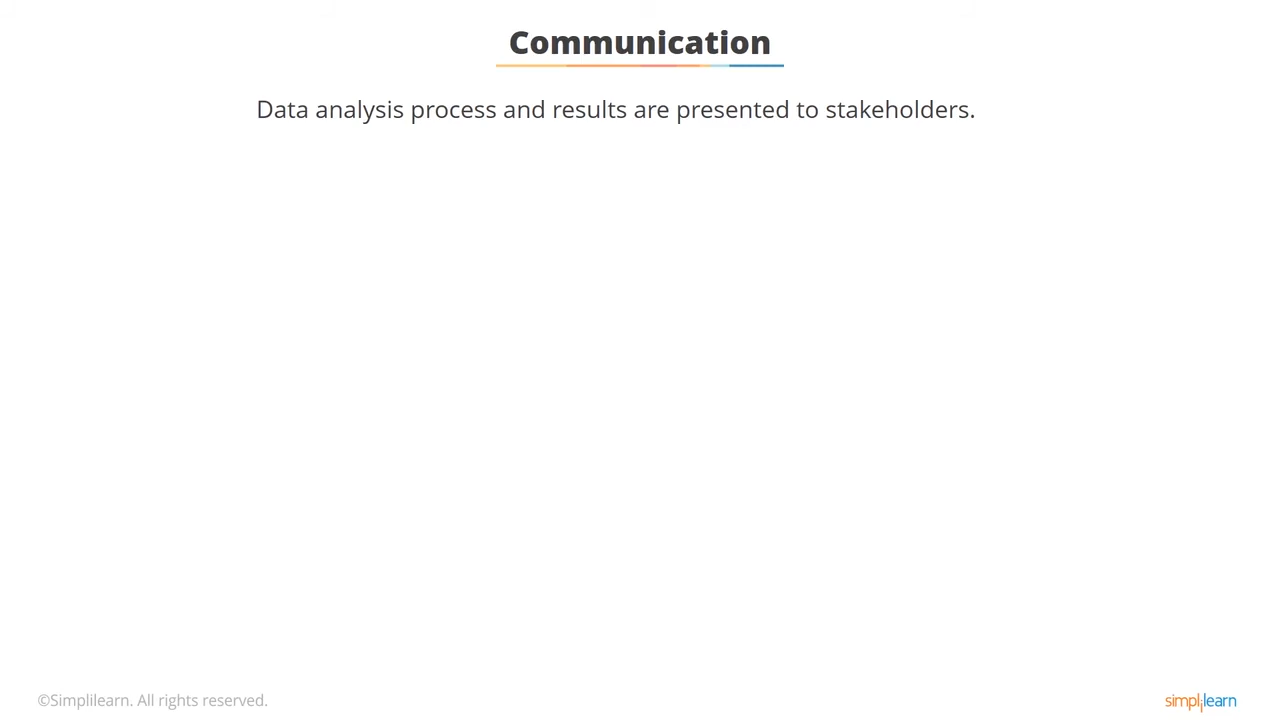 Communication
Data analysis process and results are presented to stakeholders.
©Simplilearn. All rights reserved.
simplilearn